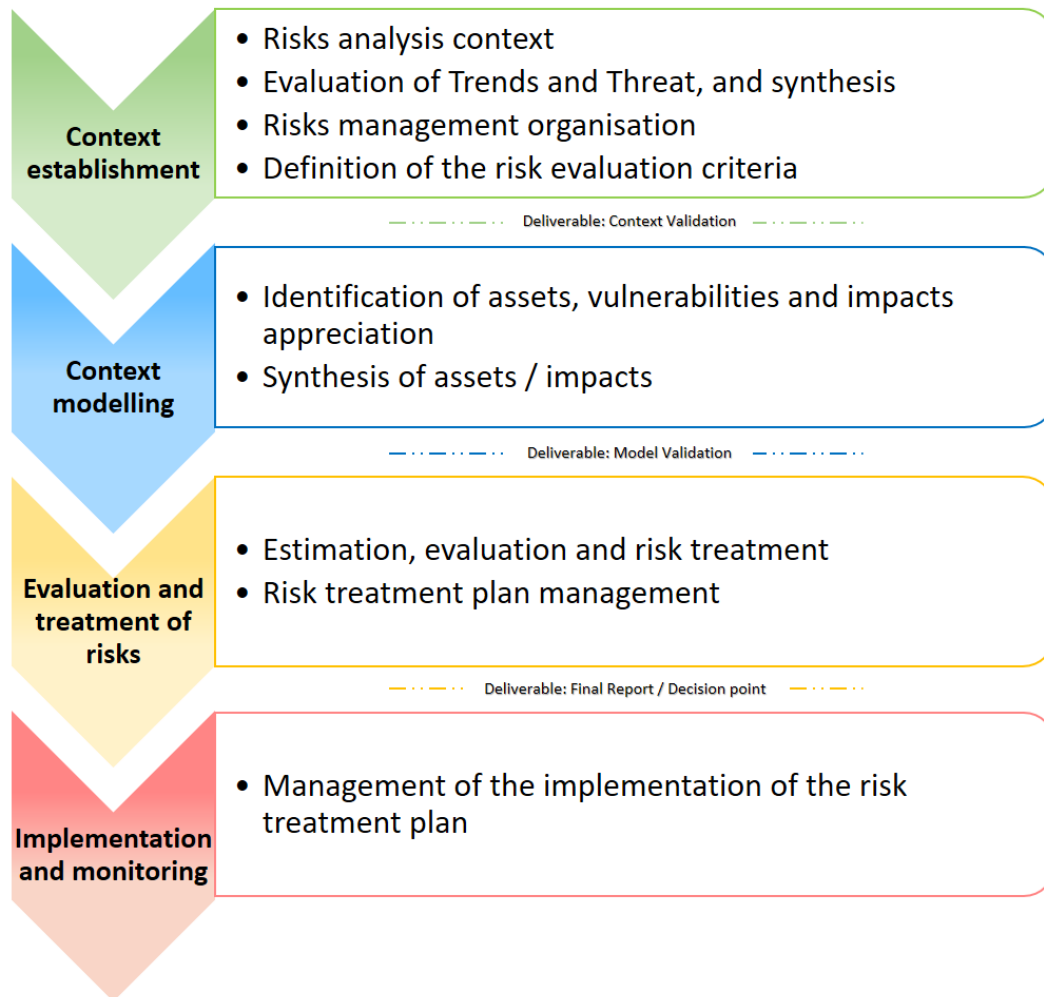 Context
establishment
• Risks analysis context
• Evaluation of Trends and Threat, and synthesis
• Risks management organisation
• Definition of the risk evaluation criteria
Deliverable: Context Validation
Context
modelling
• Identification of assets, vulnerabilities and impacts
appreciation
• Synthesis of assets / impacts
Deliverable: Model Validation
Evaluation and
treatment of
risks
• Estimation, evaluation and risk treatment
• Risk treatment plan management
Deliverable: Final Report / Decision point
Implementation
and monitoring
• Management of the implementation of the risk
treatment plan